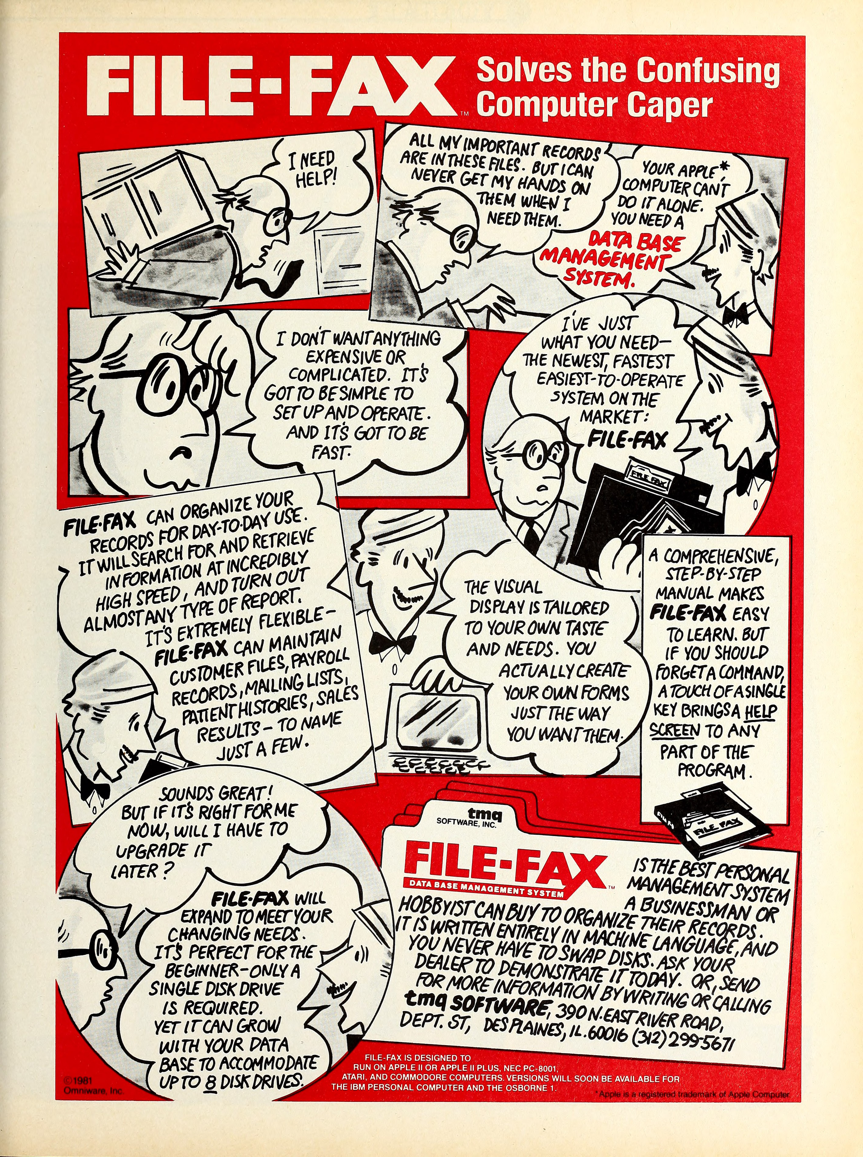 FILE-FAX™
Solves the Confusing
Computer Caper
I NEED
HELP!
ALL MY IMPORTANT RECORDS
ARE IN THESE FILES. BUT I CAN
NEVER GET MY HANDS ON
THEM WHEN I
NEED THEM.
YOUR APPLE*
COMPUTER CAN'T
DO IT ALONE.
YOU NEED A
DATA BASE
MANAGEMENT
SYSTEM.
I DON'T WANT ANYTHING
EXPENSIVE OR
COMPLICATED. IT'S
GOT TO BE SIMPLE TO
SET UP AND OPERATE.
AND IT'S GOT TO BE
FAST.
I'VE JUST
WHAT YOU NEED—
THE NEWEST, FASTEST
EASIEST-TO-OPERATE
SYSTEM ON THE
MARKET:
FILE-FAX
FILE FAX
FILE-FAX CAN ORGANIZE YOUR
RECORDS FOR DAY-TO-DAY USE.
IT WILL SEARCH FOR AND RETRIEVE
INFORMATION AT INCREDIBLY
HIGH SPEED, AND TURN OUT
ALMOST ANY TYPE OF REPORT.
IT'S EXTREMELY FLEXIBLE—
FILE-FAX CAN MAINTAIN
CUSTOMER FILES, PAYROLL
RECORDS, MAILING LISTS,
PATIENT HISTORIES, SALES
RESULTS— TO NAME
JUST A FEW.
THE VISUAL
DISPLAY IS TAILORED
TO YOUR OWN TASTE
AND NEEDS. YOU
ACTUALLY CREATE
YOUR OWN FORMS
JUST THE WAY
YOU WANT THEM.
A COMPREHENSIVE,
STEP-BY-STEP
MANUAL MAKES
FILE-FAX EASY
TO LEARN. BUT
IF YOU SHOULD
FORGET A COMMAND,
A TOUCH OF A SINGLE
KEY BRINGS A HELP
SCREEN TO ANY
PART OF THE
PROGRAM.
FILE FAX
SOUNDS GREAT!
BUT IF IT'S RIGHT FOR ME
NOW, WILL I HAVE TO
UPGRADE IT
LATER?
FILE-FAX WILL
EXPAND TO MEET YOUR
CHANGING NEEDS.
IT'S PERFECT FOR THE
BEGINNER—ONLY A
SINGLE DISK DRIVE
IS REQUIRED.
YET IT CAN GROW
WITH YOUR DATA
BASE TO ACCOMMODATE
UP TO 8 DISK DRIVES.
tmq
SOFTWARE, INC.
FILE-FAX™
DATA BASE MANAGEMENT SYSTEM
IS THE BEST PERSONAL
MANAGEMENT SYSTEM
A BUSINESSMAN OR
HOBBYIST CAN BUY TO ORGANIZE THEIR RECORDS.
IT IS WRITTEN ENTIRELY IN MACHINE LANGUAGE, AND
YOU NEVER HAVE TO SWAP DISKS. ASK YOUR
DEALER TO DEMONSTRATE IT TODAY. OR, SEND
FOR MORE INFORMATION BY WRITING OR CALLING
tmq SOFTWARE, 390 N. EAST RIVER ROAD,
DEPT. ST, DES PLAINES, IL. 60016 (312) 299-5671
FILE-FAX IS DESIGNED TO
RUN ON APPLE II OR APPLE II PLUS, NEC PC-8001,
ATARI, AND COMMODORE COMPUTERS. VERSIONS WILL SOON BE AVAILABLE FOR
THE IBM PERSONAL COMPUTER AND THE OSBORNE 1.
©1981
Omniware, Inc.
*Apple is a registered trademark of Apple Computer.